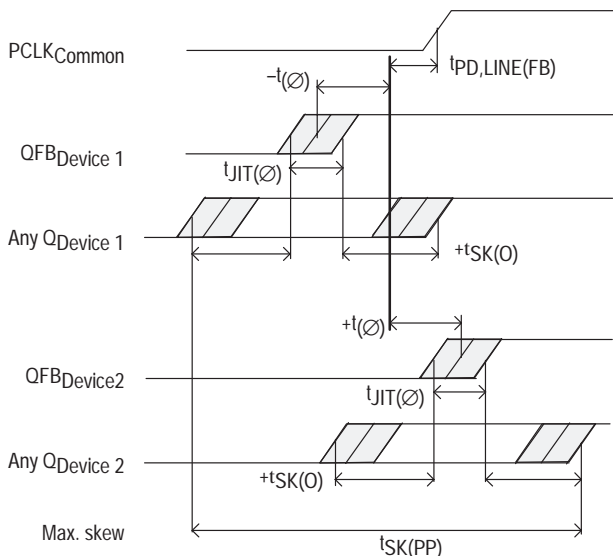 PCLKCommon
tPD,LINE(FB)
–t(∅)
QFBDevice 1
tJIT(∅)
Any QDevice 1
+tSK(O)
+t(∅)
QFBDevice2
tJIT(∅)
Any QDevice 2
+tSK(O)
Max. skew
tSK(PP)